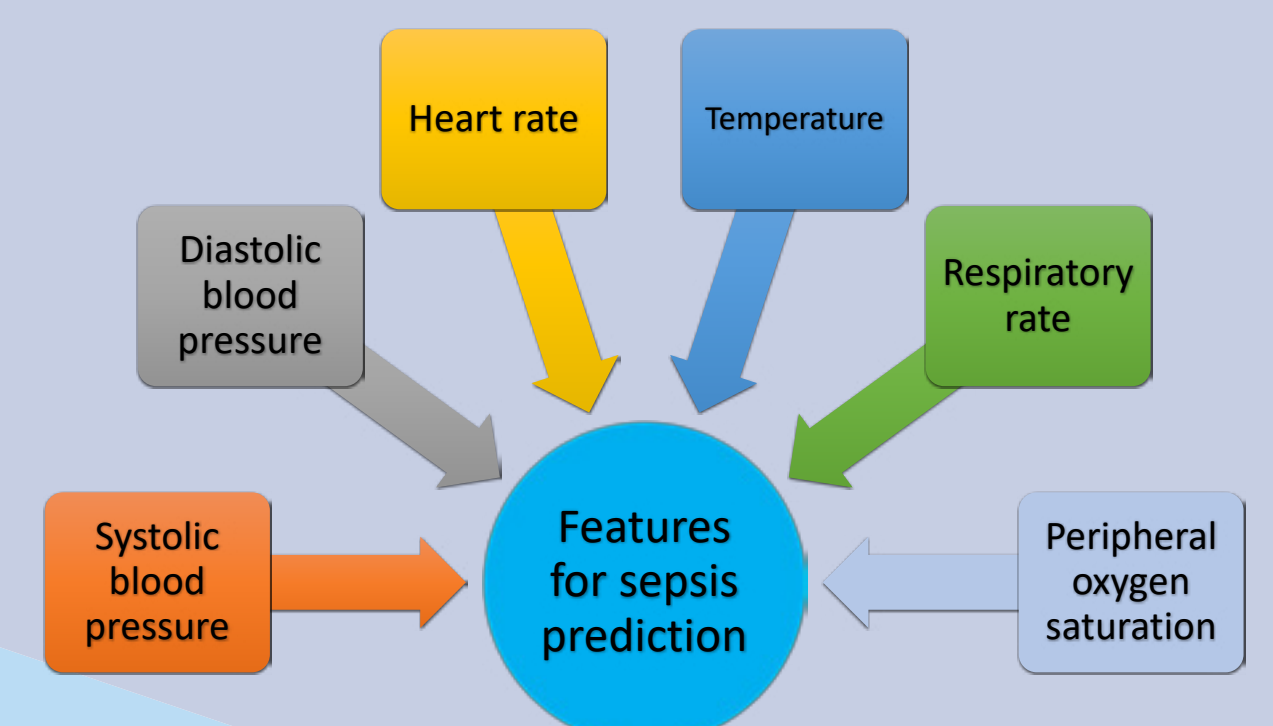 Heart rate
Temperature
Diastolic
blood
pressure
Respiratory
rate
Systolic
blood
pressure
Features
for sepsis
prediction
Peripheral
oxygen
saturation